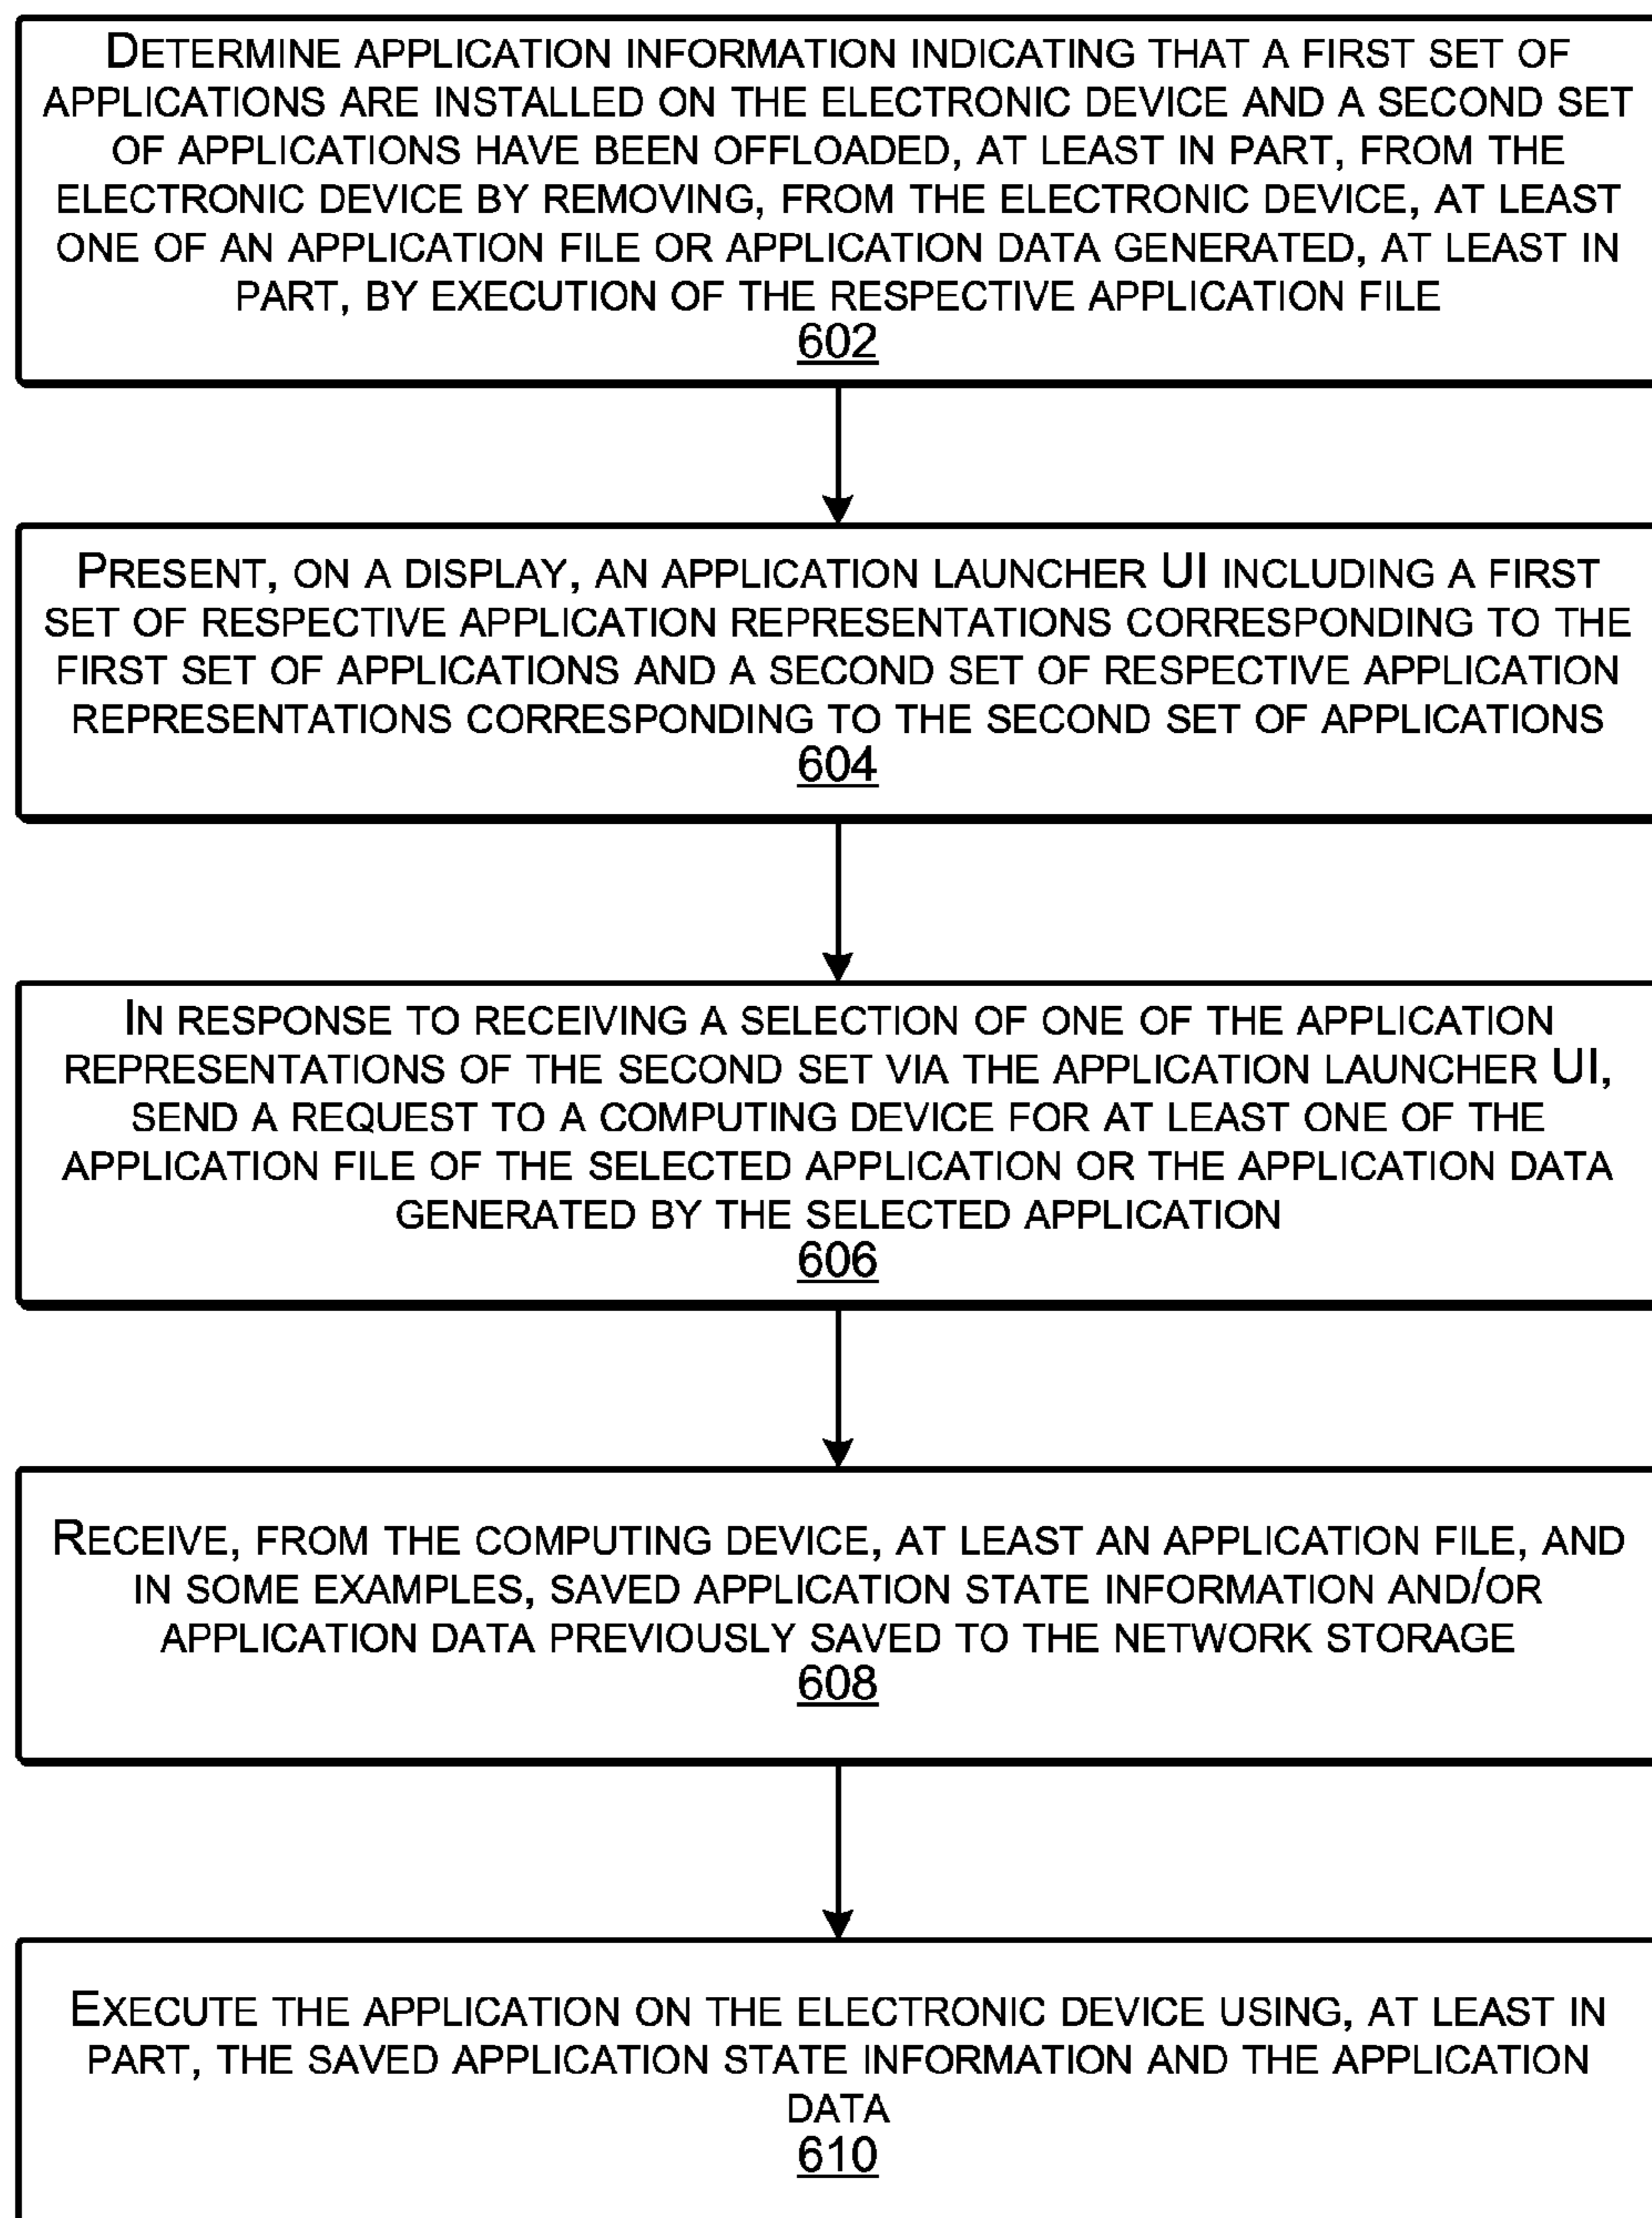 DETERMINE APPLICATION INFORMATION INDICATING THAT A FIRST SET OF
APPLICATIONS ARE INSTALLED ON THE ELECTRONIC DEVICE AND A SECOND SET
OF APPLICATIONS HAVE BEEN OFFLOADED, AT LEAST IN PART, FROM THE
ELECTRONIC DEVICE BY REMOVING, FROM THE ELECTRONIC DEVICE, AT LEAST
ONE OF AN APPLICATION FILE OR APPLICATION DATA GENERATED, AT LEAST IN
PART, BY EXECUTION OF THE RESPECTIVE APPLICATION FILE
602
PRESENT, ON A DISPLAY, AN APPLICATION LAUNCHER UI INCLUDING A FIRST
SET OF RESPECTIVE APPLICATION REPRESENTATIONS CORRESPONDING TO THE
FIRST SET OF APPLICATIONS AND A SECOND SET OF RESPECTIVE APPLICATION
REPRESENTATIONS CORRESPONDING TO THE SECOND SET OF APPLICATIONS
604
IN RESPONSE TO RECEIVING A SELECTION OF ONE OF THE APPLICATION
REPRESENTATIONS OF THE SECOND SET VIA THE APPLICATION LAUNCHER UI,
SEND A REQUEST TO A COMPUTING DEVICE FOR AT LEAST ONE OF THE
APPLICATION FILE OF THE SELECTED APPLICATION OR THE APPLICATION DATA
GENERATED BY THE SELECTED APPLICATION
606
RECEIVE, FROM THE COMPUTING DEVICE, AT LEAST AN APPLICATION FILE, AND
IN SOME EXAMPLES, SAVED APPLICATION STATE INFORMATION AND/OR
APPLICATION DATA PREVIOUSLY SAVED TO THE NETWORK STORAGE
608
EXECUTE THE APPLICATION ON THE ELECTRONIC DEVICE USING, AT LEAST IN
PART, THE SAVED APPLICATION STATE INFORMATION AND THE APPLICATION
DATA
610